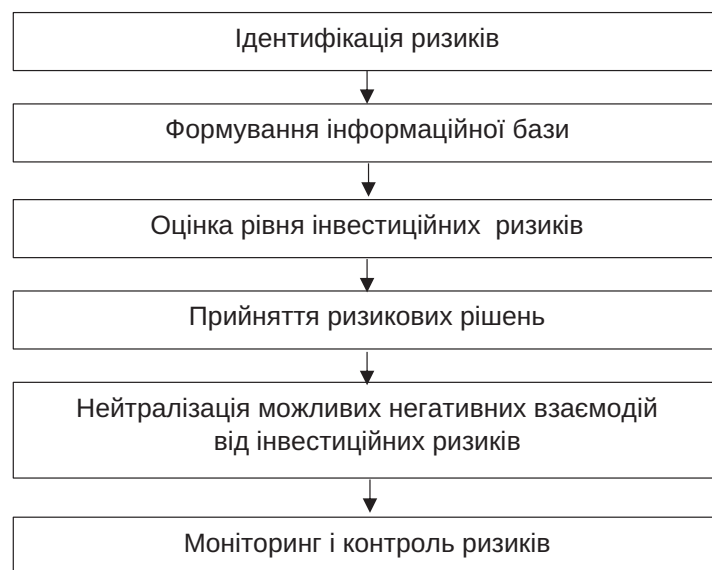 Ідентифікація ризиків
Формування інформаційної бази
Оцінка рівня інвестиційних ризиків
Прийняття ризикових рішень
Нейтралізація можливих негативних взаємодій
від інвестиційних ризиків
Моніторинг і контроль ризиків